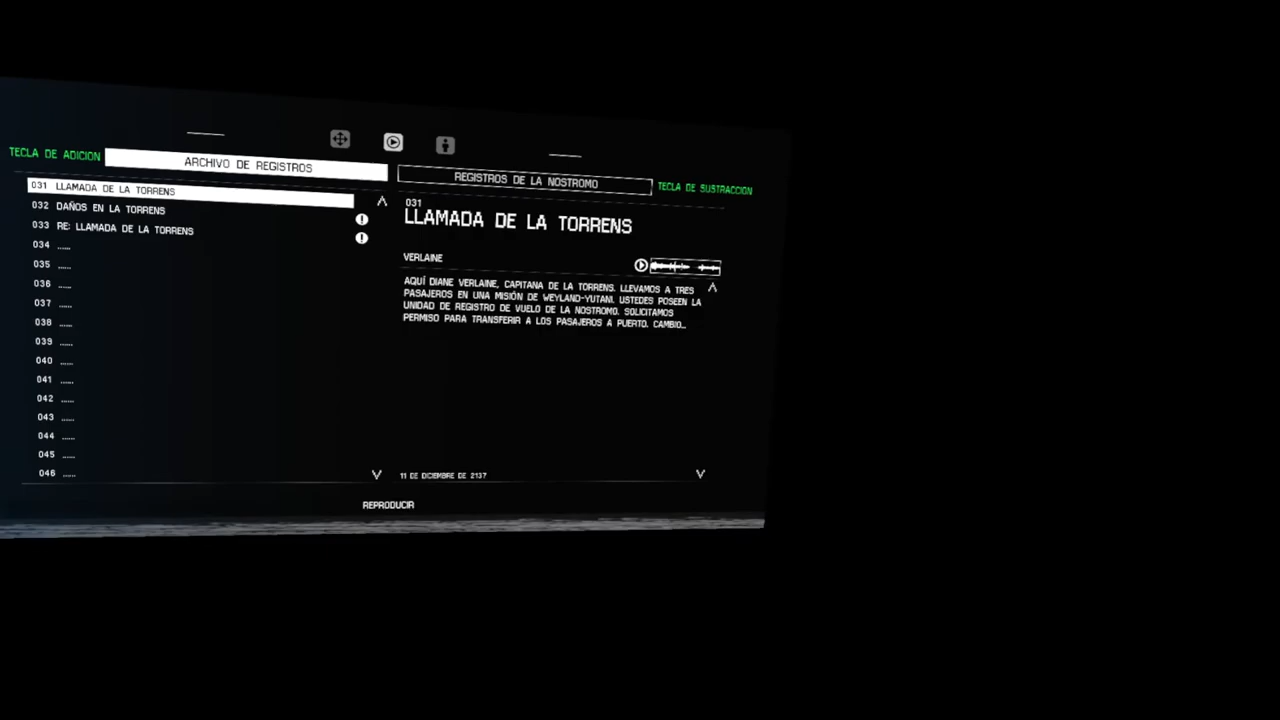 TECLA DE ADICION
ARCHIVO DE REGISTROS
REGISTROS DE LA NOSTROMO
TECLA DE SUSTRACCION
031 LLAMADA DE LA TORRENS
032 DAÑOS EN LA TORRENS
033 RE: LLAMADA DE LA TORRENS
034 ......
035 ......
036 ......
037 ......
038 ......
039 ......
040 ......
041 ......
042 ......
043 ......
044 ......
045 ......
046 ......
031
LLAMADA DE LA TORRENS
VERLAINE
AQUÍ DIANE VERLAINE, CAPITANA DE LA TORRENS. LLEVAMOS A TRES
PASAJEROS EN UNA MISIÓN DE WEYLAND-YUTANI. USTEDES POSEEN LA
UNIDAD DE REGISTRO DE VUELO DE LA NOSTROMO. SOLICITAMOS
PERMISO PARA TRANSFERIR A LOS PASAJEROS A PUERTO. CAMBIO...
11 DE DICIEMBRE DE 2137
REPRODUCIR